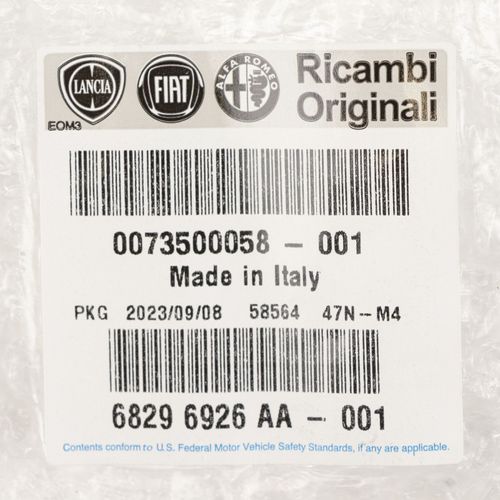 LANCIA FIAT ALFA ROMEO Ricambi
Originali
EOM3
0073500058 - 001
Made in Italy
PKG 2023/09/08 58564 47N-M4
6829 6926 AA - 001
Contents conform to U.S. Federal Motor Vehicle Safety Standards, if any are applicable.